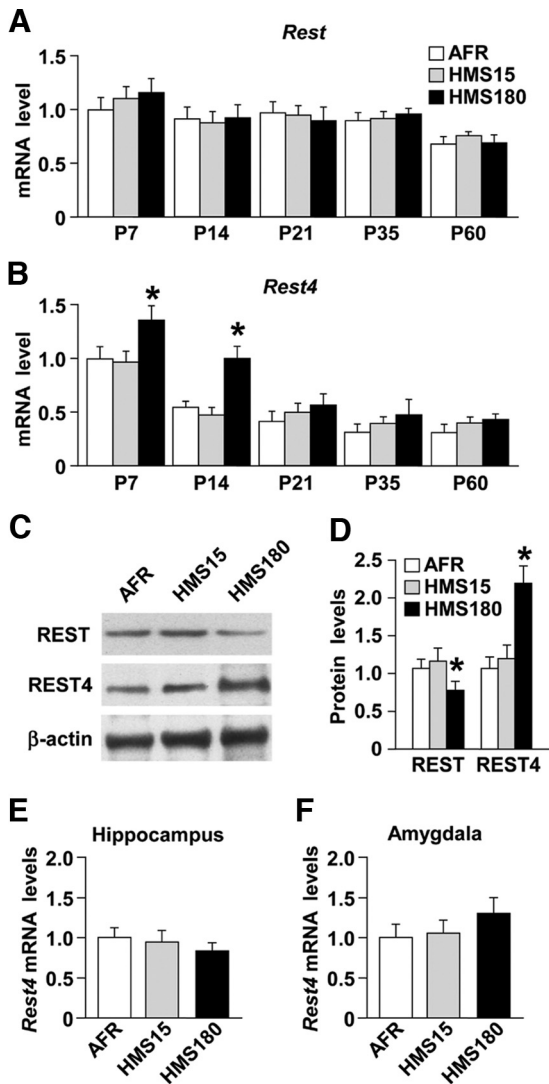 A
Rest
mRNA level
1.5
1.0
0.5
0
AFR
HMS15
HMS180
P7 P14 P21 P35 P60
B
Rest4
mRNA level
1.5
1.0
0.5
0
* *
P7 P14 P21 P35 P60
C
AFR HMS15 HMS180
REST
REST4
β-actin
D
Protein levels
2.5
2.0
1.5
1.0
0.5
0
AFR
HMS15
HMS180
* *
REST REST4
E
Hippocampus
Rest4 mRNA levels
2.0
1.5
1.0
0.5
0
AFR HMS15 HMS180
F
Amygdala
Rest4 mRNA levels
2.0
1.5
1.0
0.5
0
AFR HMS15 HMS180